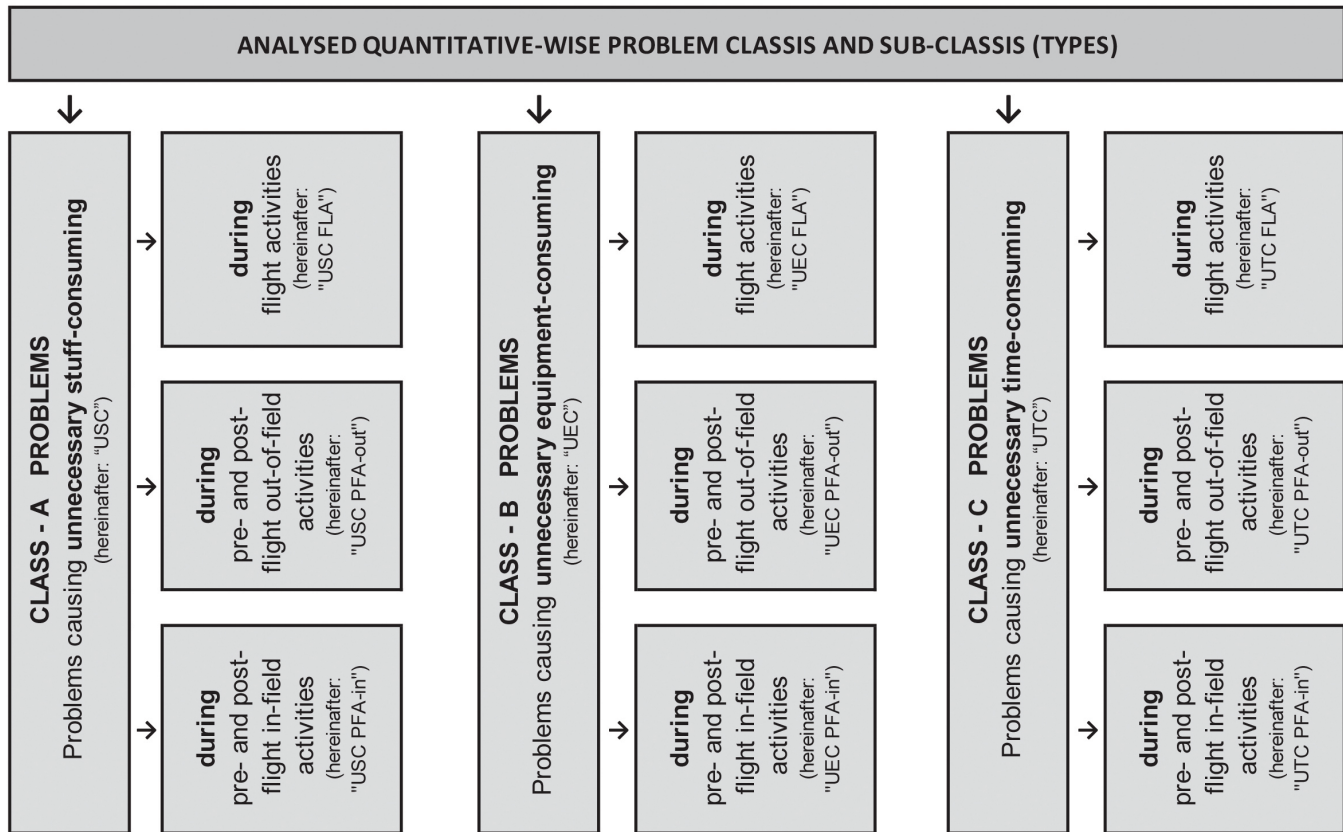 ANALYSED QUANTITATIVE-WISE PROBLEM CLASSIS AND SUB-CLASSIS (TYPES)
CLASS - A PROBLEMS
Problems causing unnecessary stuff-consuming
(hereinafter: “USC”)
during
flight activities
(hereinafter:
"USC FLA")
during
pre- and post-
flight out-of-field
activities
(hereinafter:
"USC PFA-out")
during
pre- and post-
flight in-field
activities
(hereinafter:
"USC PFA-in")
CLASS - B PROBLEMS
Problems causing unnecessary equipment-consuming
(hereinafter: “UEC”)
during
flight activities
(hereinafter:
"UEC FLA")
during
pre- and post-
flight out-of-field
activities
(hereinafter:
"UEC PFA-out")
during
pre- and post-
flight in-field
activities
(hereinafter:
"UEC PFA-in")
CLASS - C PROBLEMS
Problems causing unnecessary time-consuming
(hereinafter: “UTC”)
during
flight activities
(hereinafter:
"UTC FLA")
during
pre- and post-
flight out-of-field
activities
(hereinafter:
"UTC PFA-out")
during
pre- and post-
flight in-field
activities
(hereinafter:
"UTC PFA-in")